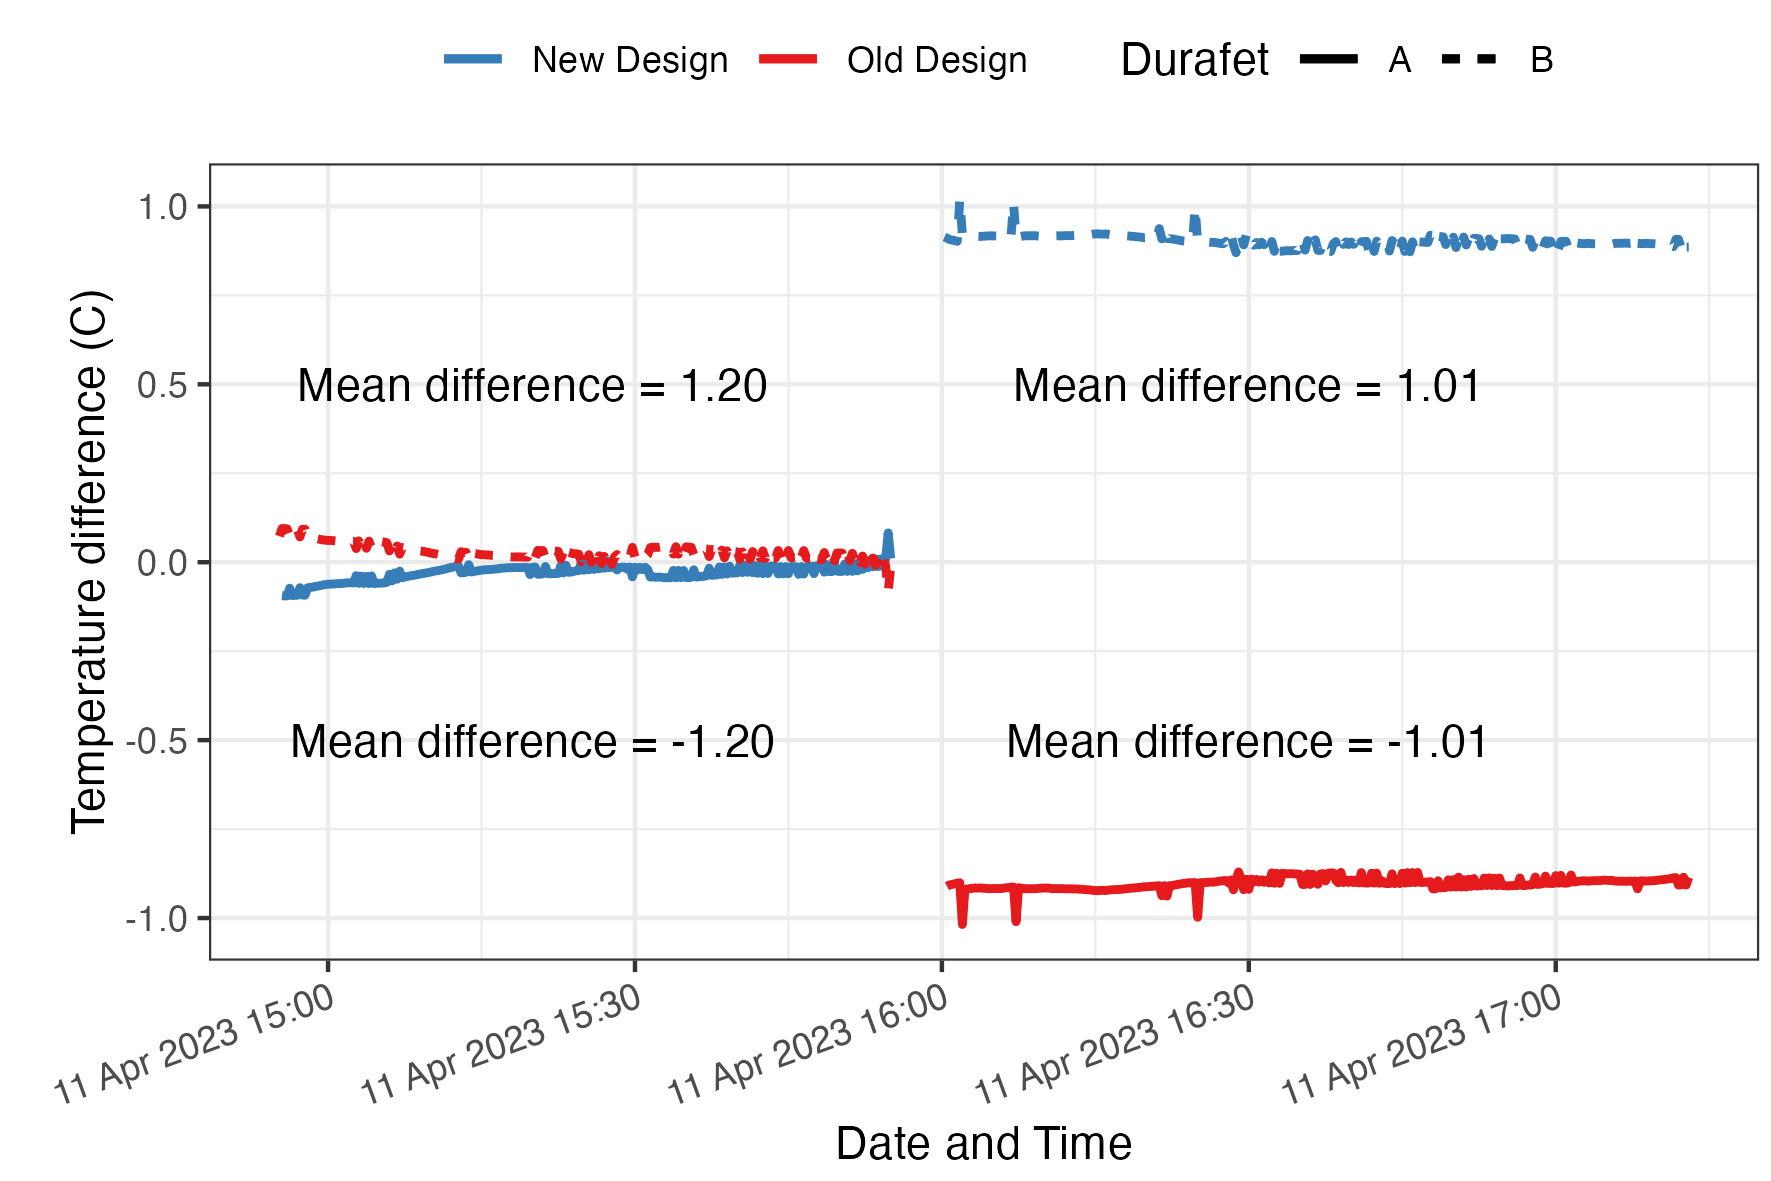 New Design Old Design Durafet A B
1.0
0.5
0.0
-0.5
-1.0
Temperature difference (C)
Mean difference = 1.20
Mean difference = 1.01
Mean difference = -1.20
Mean difference = -1.01
11 Apr 2023 15:00
11 Apr 2023 15:30
11 Apr 2023 16:00
11 Apr 2023 16:30
11 Apr 2023 17:00
Date and Time